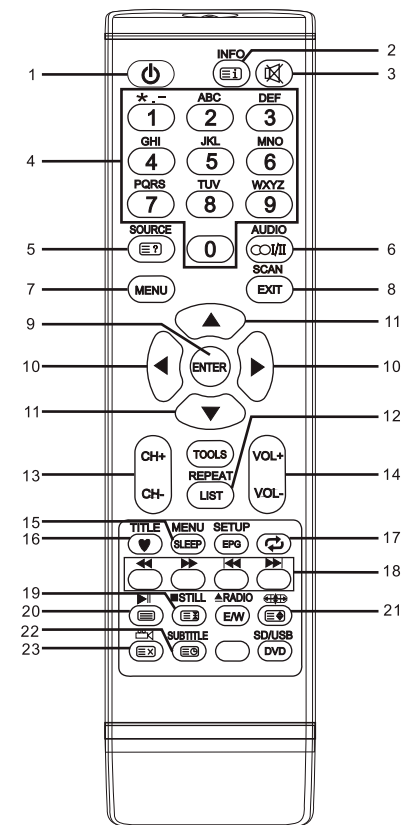 INFO
2
1
3
* . -
ABC
DEF
1
2
3
4
GHI
JKL
MNO
4
5
6
PQRS
TUV
WXYZ
7
8
9
SOURCE
0
AUDIO
5
?
I/II
6
SCAN
7
MENU
EXIT
8
9
11
10
ENTER
10
11
12
CH+
TOOLS
VOL+
13
REPEAT
14
CH-
LIST
VOL-
15
TITLE
MENU
SETUP
16
SLEEP
EPG
17
18
19
STILL
RADIO
20
E/W
21
22
SUBTITLE
SD/USB
23
X
DVD